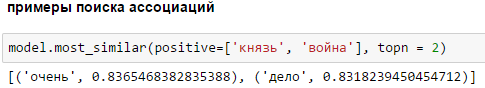 примеры поиска ассоциаций
model.most_similar(positive=['князь', 'война'], topn = 2)
[('очень', 0.8365468382835388), ('дело', 0.8318239450454712)]